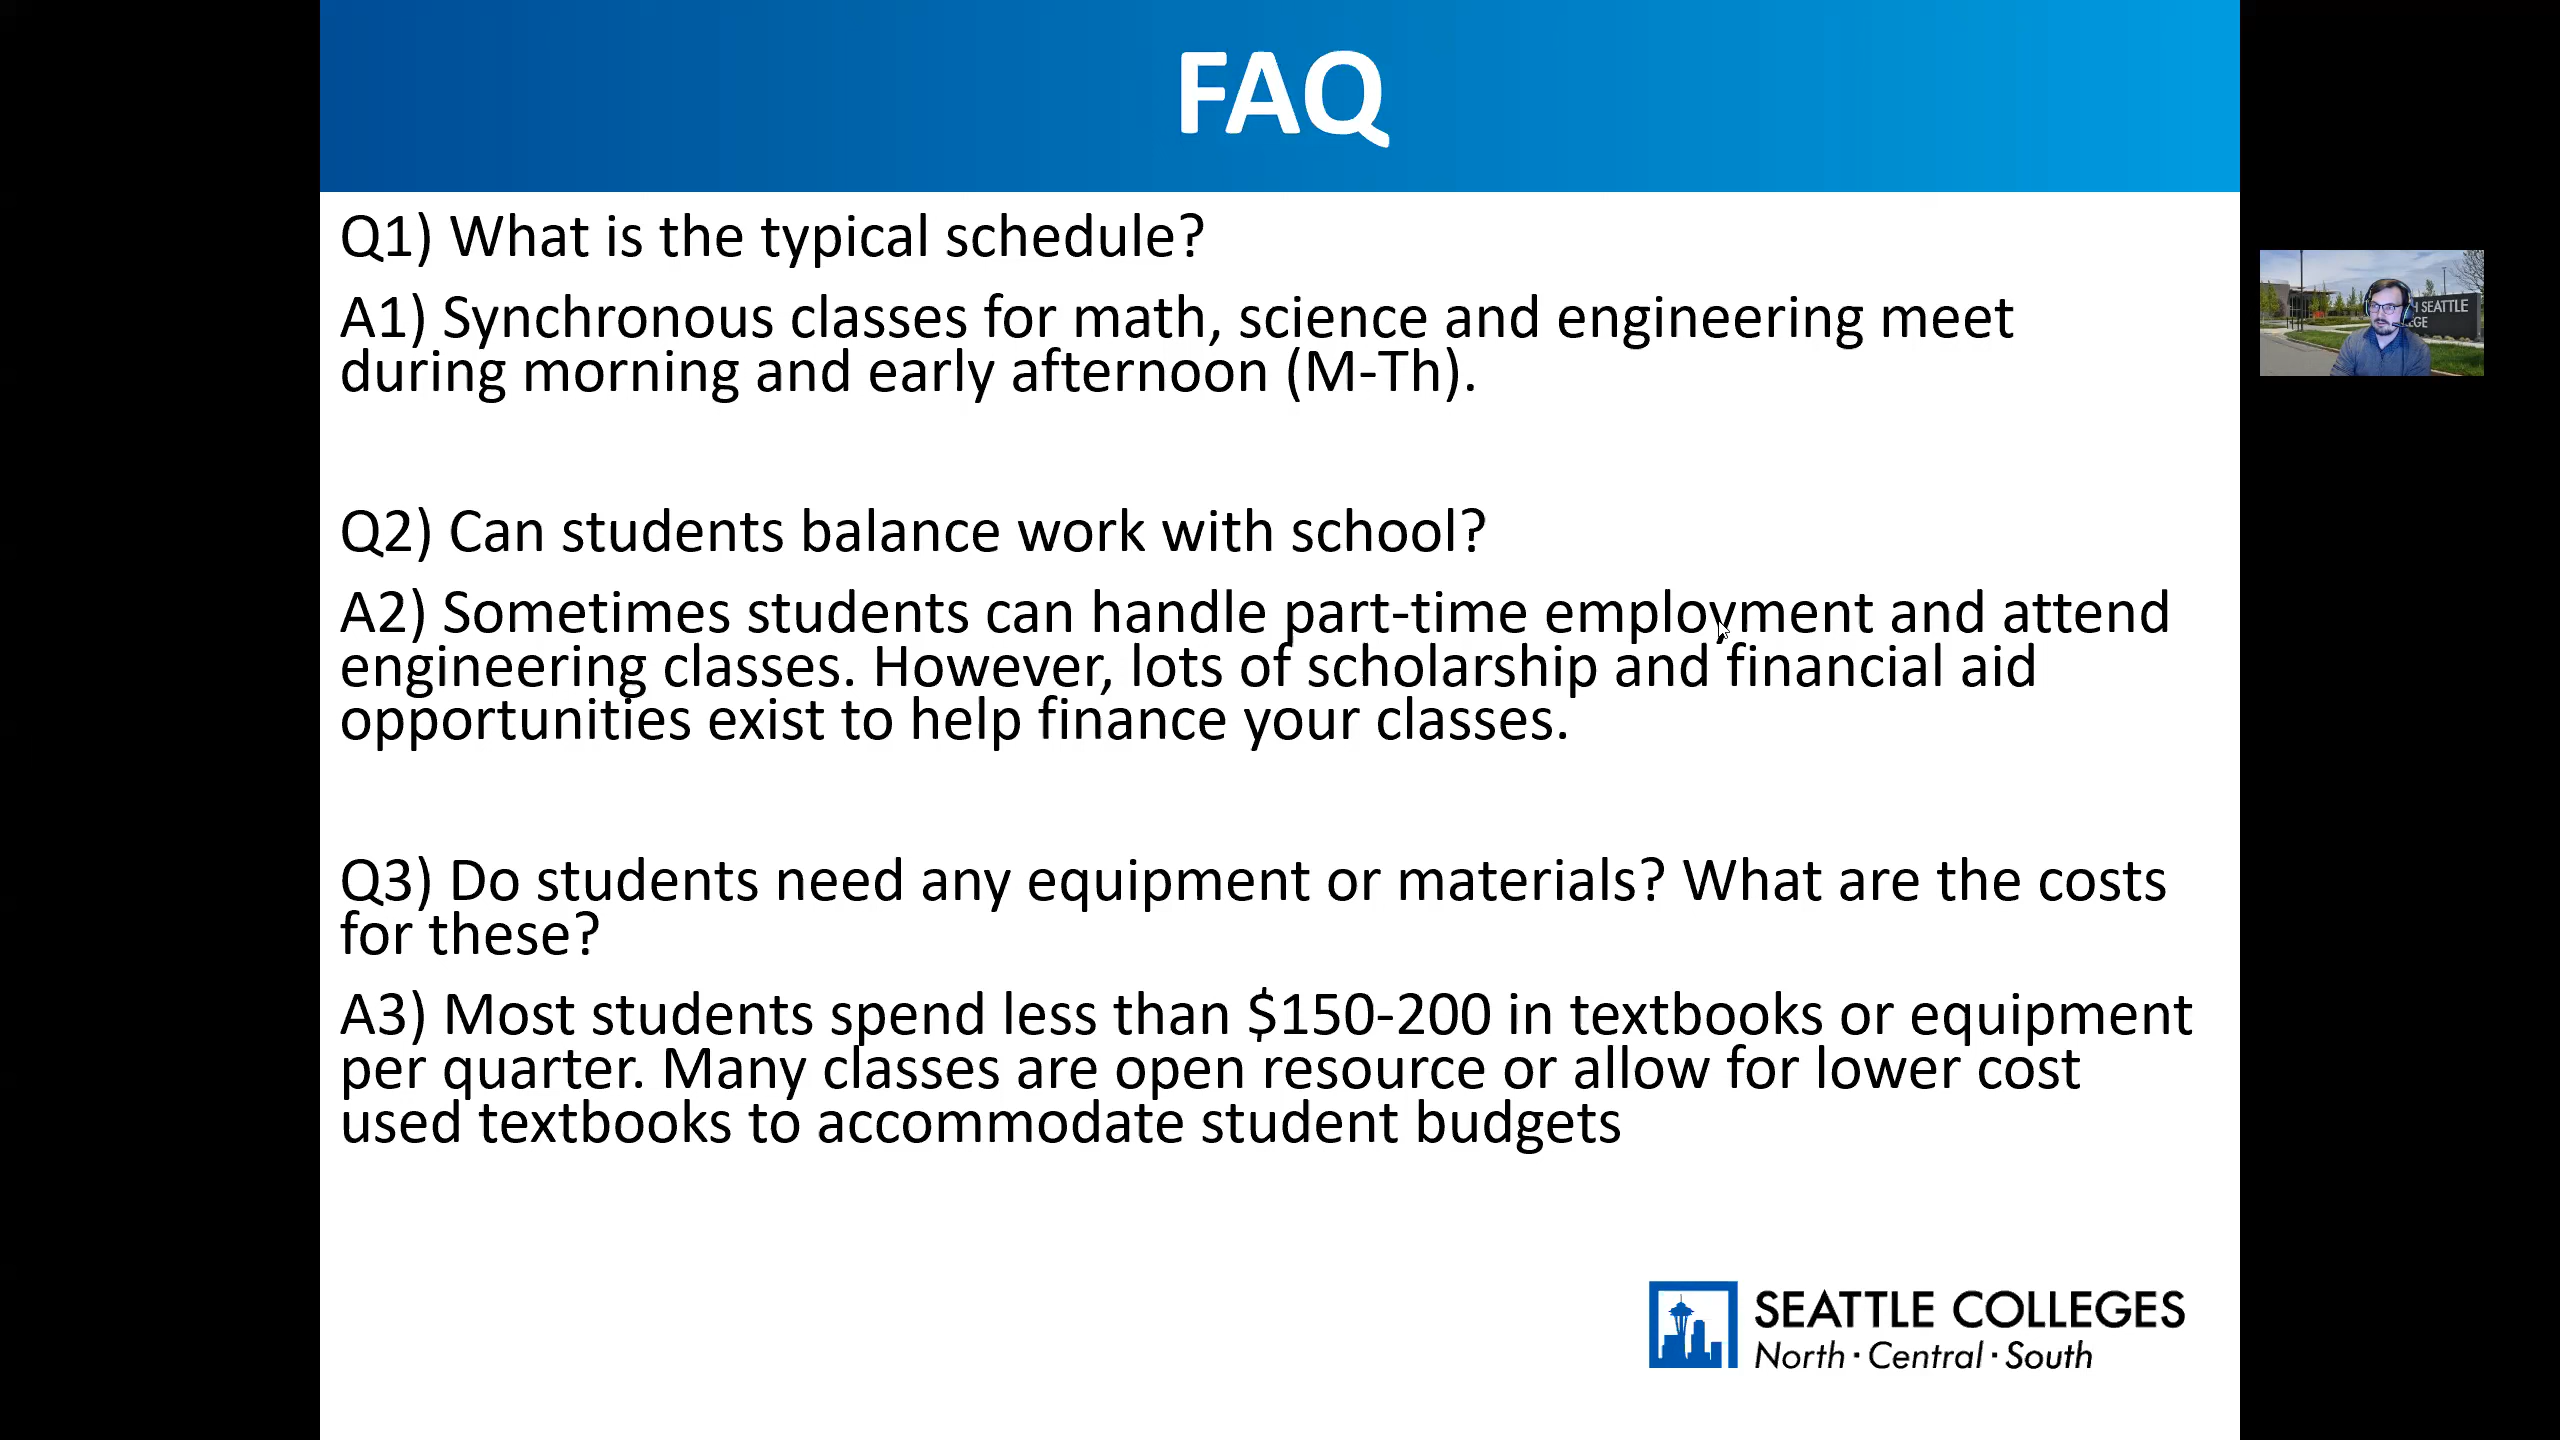 FAQ
Q1) What is the typical schedule?
A1) Synchronous classes for math, science and engineering meet
during morning and early afternoon (M-Th).
Q2) Can students balance work with school?
A2) Sometimes students can handle part-time employment and attend
engineering classes. However, lots of scholarship and financial aid
opportunities exist to help finance your classes.
Q3) Do students need any equipment or materials? What are the costs
for these?
A3) Most students spend less than $150-200 in textbooks or equipment
per quarter. Many classes are open resource or allow for lower cost
used textbooks to accommodate student budgets
SEATTLE COLLEGES
North · Central · South
SEATTLE